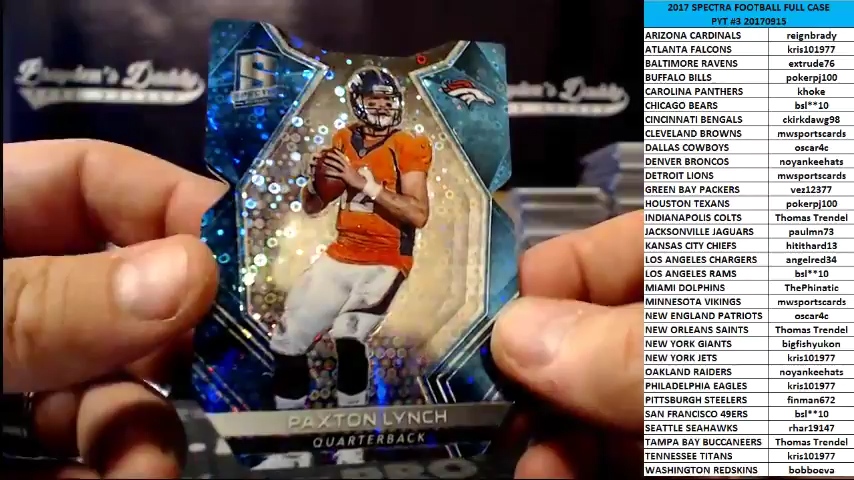 2017 SPECTRA FOOTBALL FULL CASE
PYT #3 20170915
ARIZONA CARDINALS reignbrady
ATLANTA FALCONS kris101977
BALTIMORE RAVENS extrude76
BUFFALO BILLS pokerpj100
CAROLINA PANTHERS khoke
CHICAGO BEARS bsl**10
CINCINNATI BENGALS ckirkdawg98
CLEVELAND BROWNS mwsportscards
DALLAS COWBOYS oscar4c
DENVER BRONCOS noyankeehats
DETROIT LIONS mwsportscards
GREEN BAY PACKERS vez12377
HOUSTON TEXANS pokerpj100
INDIANAPOLIS COLTS Thomas Trendel
JACKSONVILLE JAGUARS paulmn73
KANSAS CITY CHIEFS hitithard13
LOS ANGELES CHARGERS angelred34
LOS ANGELES RAMS bsl**10
MIAMI DOLPHINS ThePhinatic
MINNESOTA VIKINGS mwsportscards
NEW ENGLAND PATRIOTS oscar4c
NEW ORLEANS SAINTS Thomas Trendel
NEW YORK GIANTS bigfishyukon
NEW YORK JETS kris101977
OAKLAND RAIDERS noyankeehats
PHILADELPHIA EAGLES kris101977
PITTSBURGH STEELERS finman672
SAN FRANCISCO 49ERS bsl**10
SEATTLE SEAHAWKS rhar19147
TAMPA BAY BUCCANEERS Thomas Trendel
TENNESSEE TITANS kris101977
WASHINGTON REDSKINS bobboeva
Brayden's Daddy
SPECTRA
12
PAXTON LYNCH
QUARTERBACK